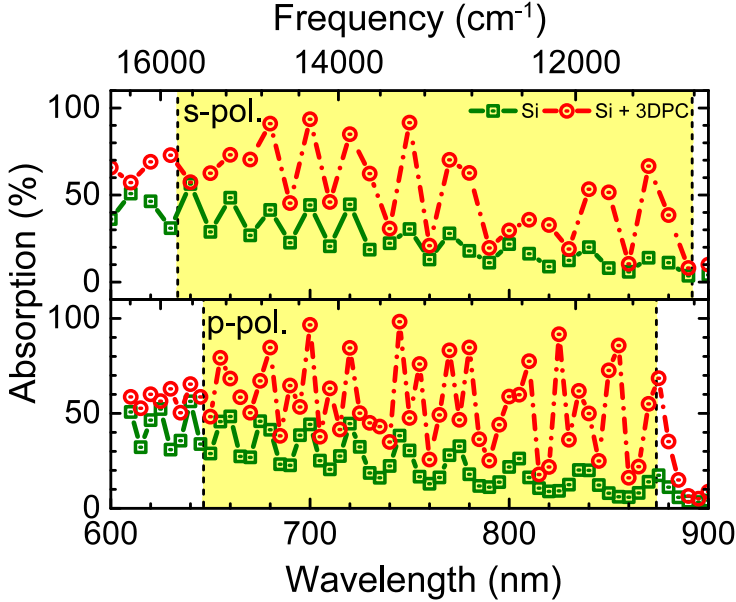 Frequency (cm-1)
16000 14000 12000
s-pol. Si Si + 3DPC
100
50
0
Absorption (%)
p-pol.
100
50
0
600 700 800 900
Wavelength (nm)